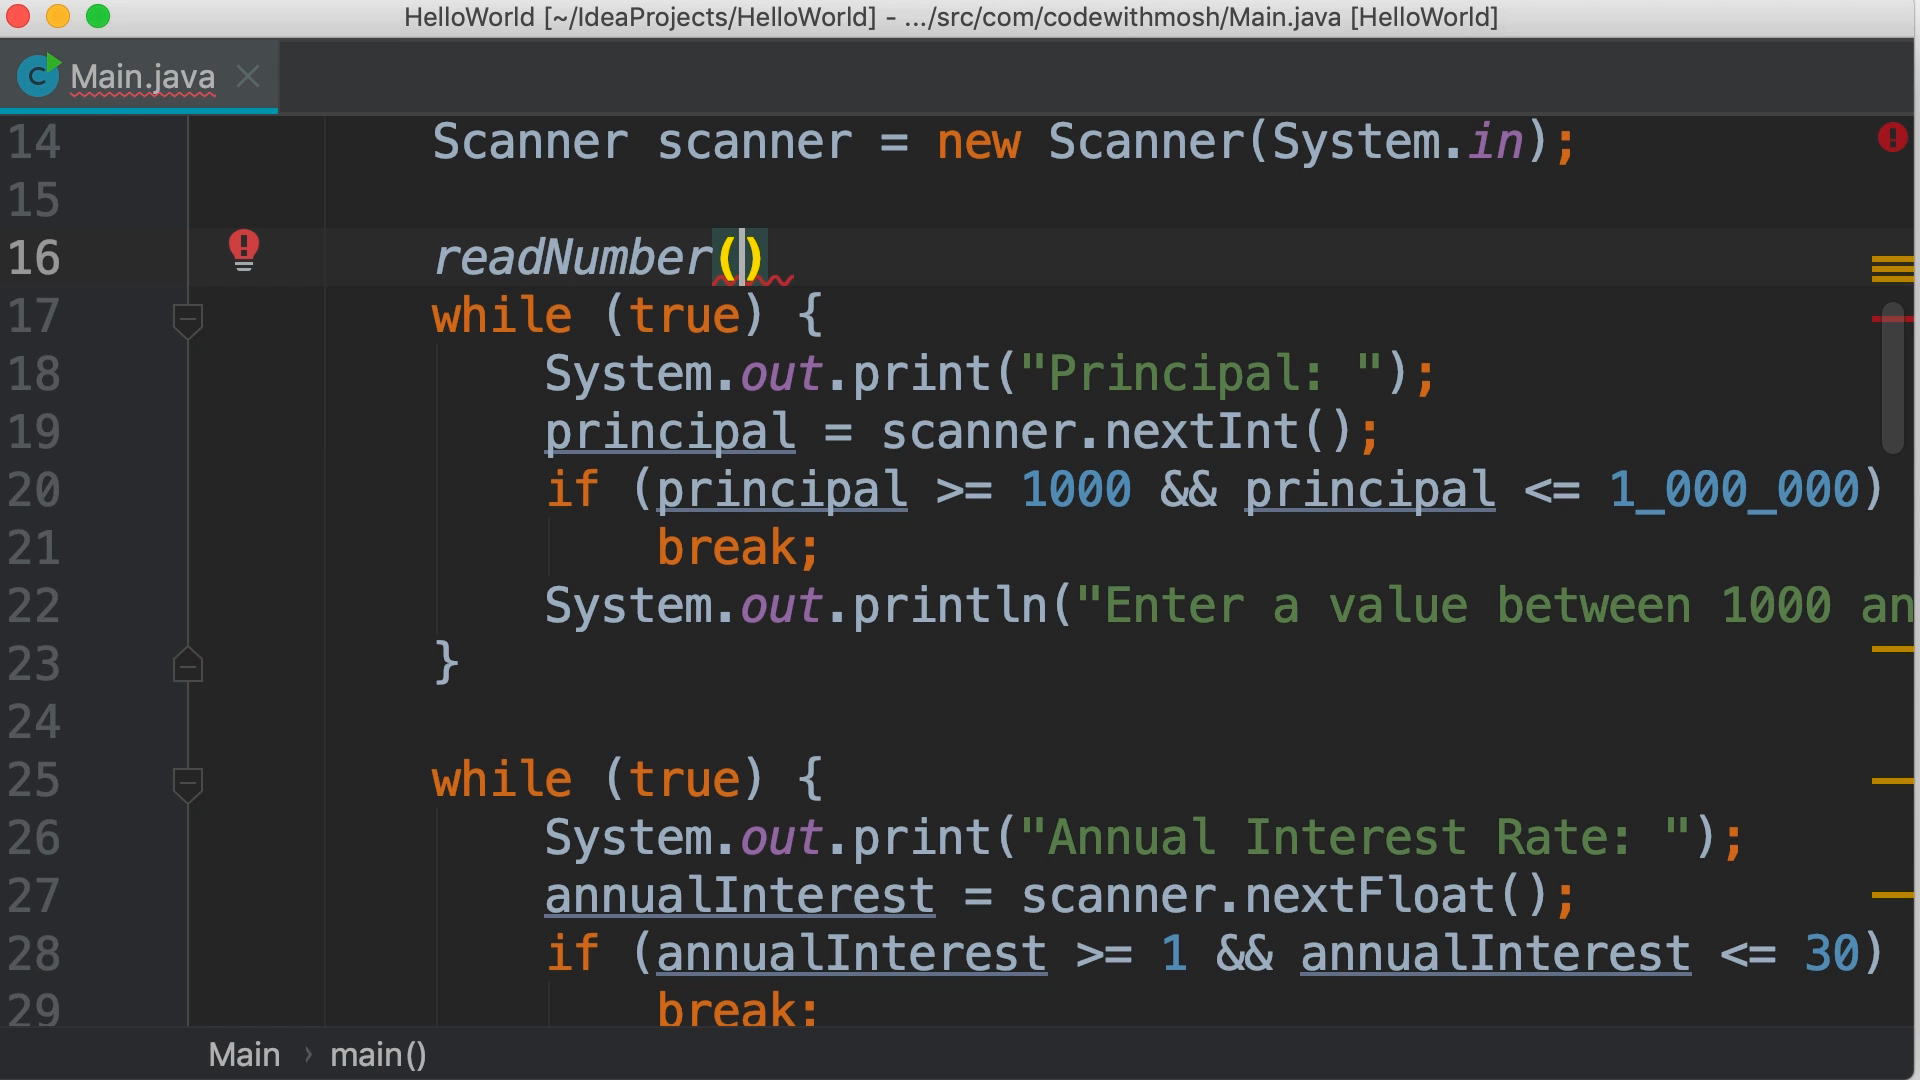 HelloWorld [~/IdeaProjects/HelloWorld] - .../src/com/codewithmosh/Main.java [HelloWorld]
Main.java
14 Scanner scanner = new Scanner(System.in);
15
16 readNumber()
17 while (true) {
18 System.out.print("Principal: ");
19 principal = scanner.nextInt();
20 if (principal >= 1000 && principal <= 1_000_000)
21 break;
22 System.out.println("Enter a value between 1000 an
23 }
24
25 while (true) {
26 System.out.print("Annual Interest Rate: ");
27 annualInterest = scanner.nextFloat();
28 if (annualInterest >= 1 && annualInterest <= 30)
29 break;
Main › main()